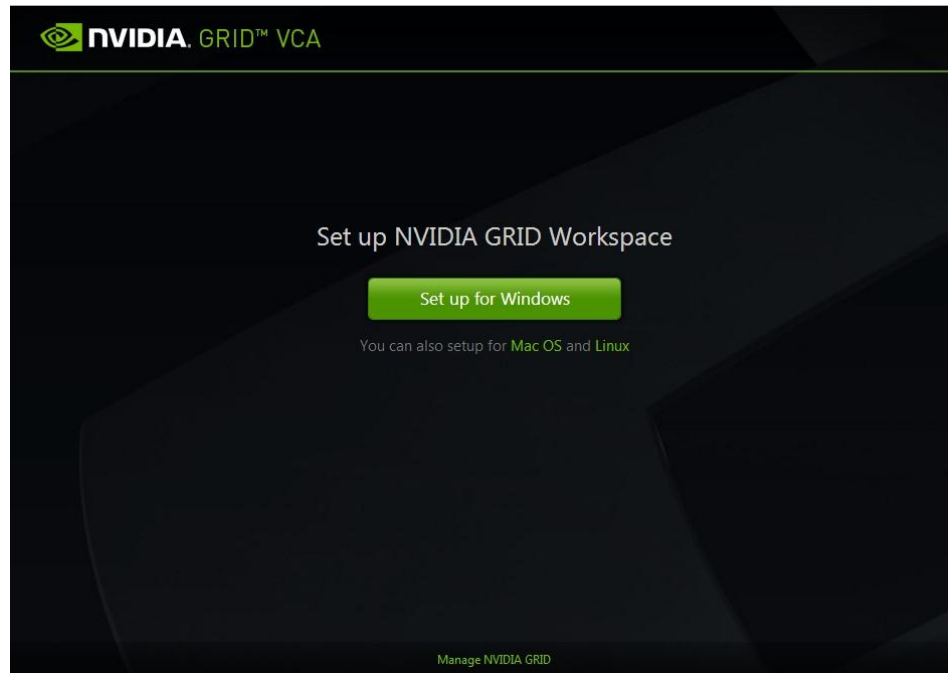 NVIDIA. GRID™ VCA
Set up NVIDIA GRID Workspace
Set up for Windows
You can also setup for Mac OS and Linux
Manage NVIDIA GRID